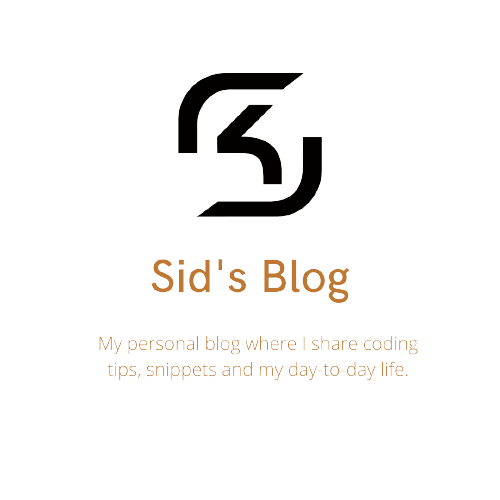 Sid's Blog
My personal blog where I share coding
tips, snippets and my day-to-day life.